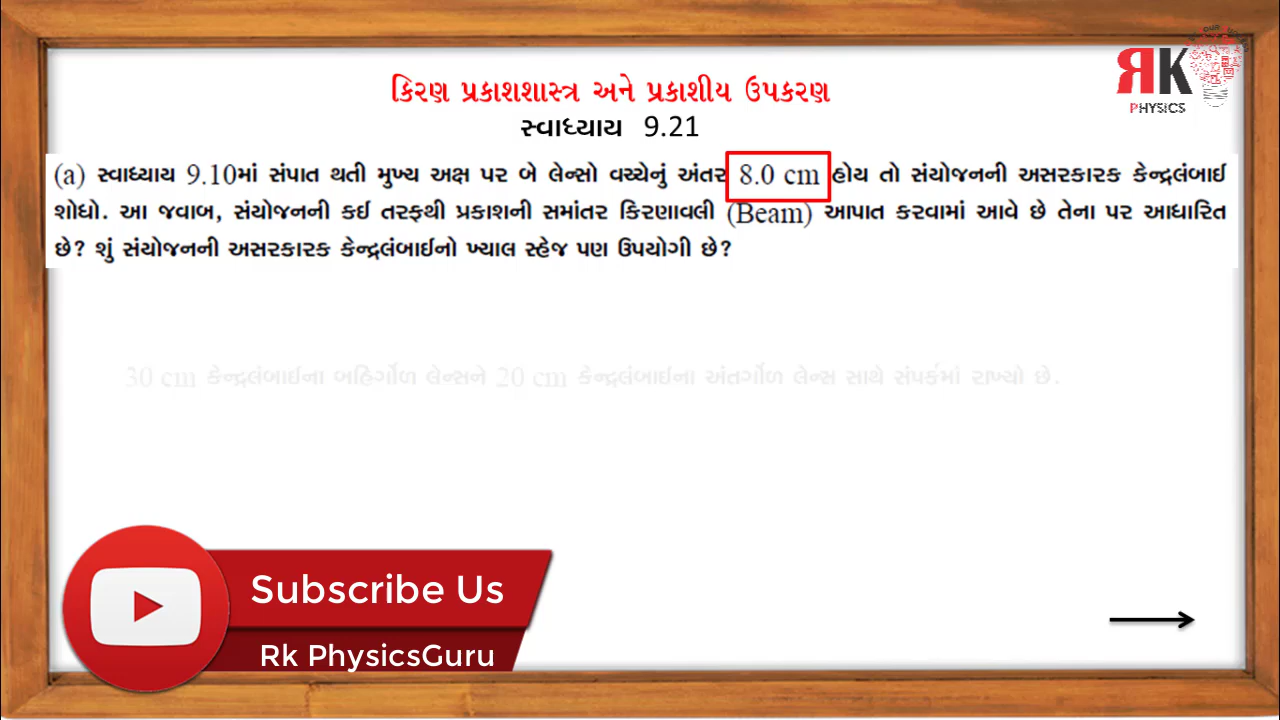 કિરણ પ્રકાશશાસ્ત્ર અને પ્રકાશીય ઉપકરણ
ЯK
PHYSICS
સ્વાધ્યાય 9.21
(a) સ્વાધ્યાય 9.10માં સંપાત થતી મુખ્ય અક્ષ પર બે લેન્સો વચ્ચેનું અંતર 8.0 cm હોય તો સંયોજનની અસરકારક કેન્દ્રલંબાઈ
શોધો. આ જવાબ, સંયોજનની કઈ તરફથી પ્રકાશની સમાંતર કિરણાવલી (Beam) આપાત કરવામાં આવે છે તેના પર આધારિત
છે? શું સંયોજનની અસરકારક કેન્દ્રલંબાઈનો ખ્યાલ સ્હેજ પણ ઉપયોગી છે?
30 cm કેન્દ્રલંબાઈના બહિર્ગોળ લેન્સને 20 cm કેન્દ્રલંબાઈના અંતર્ગોળ લેન્સ સાથે સંપર્કમાં રાખ્યો છે.
Subscribe Us
Rk PhysicsGuru